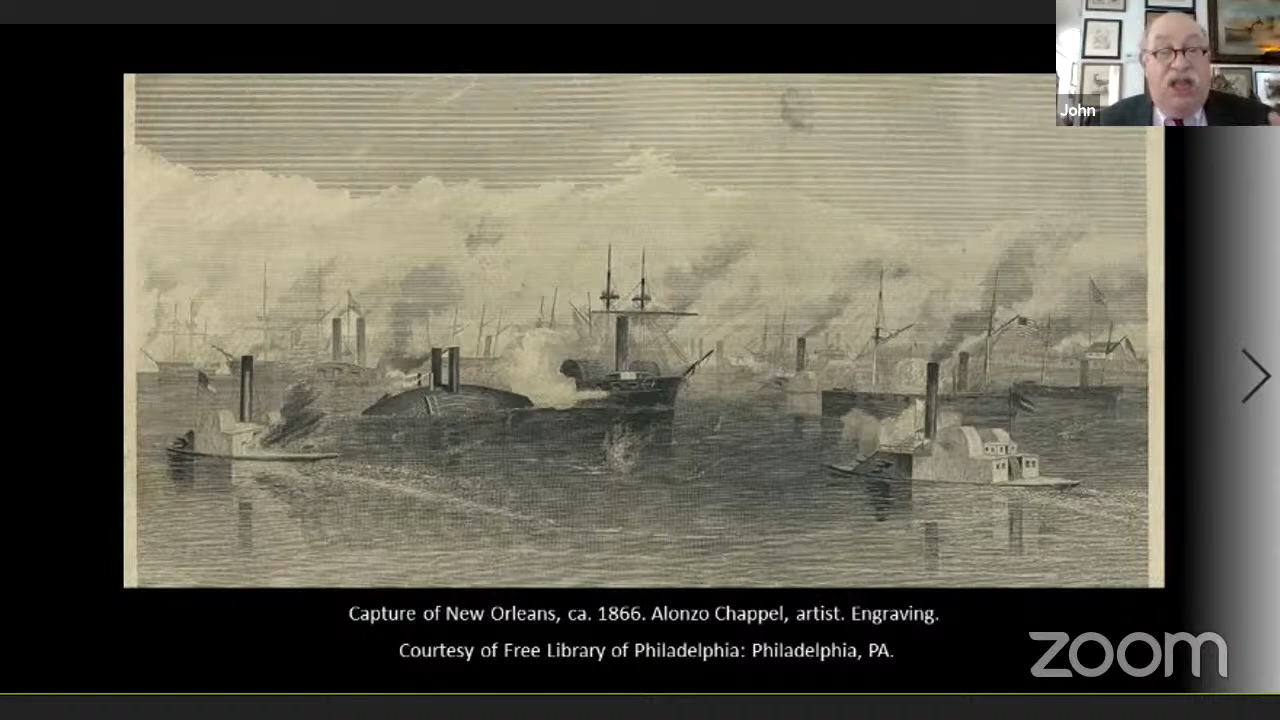 John
Capture of New Orleans, ca. 1866. Alonzo Chappel, artist. Engraving.
Courtesy of Free Library of Philadelphia: Philadelphia, PA.
zoom